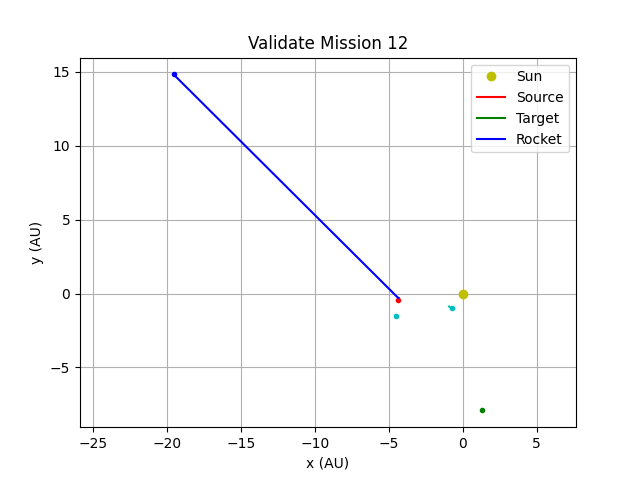 Validate Mission 12
Sun
Source
Target
Rocket
15
10
5
0
−5
y (AU)
−25
−20
−15
−10
−5
0
5
x (AU)